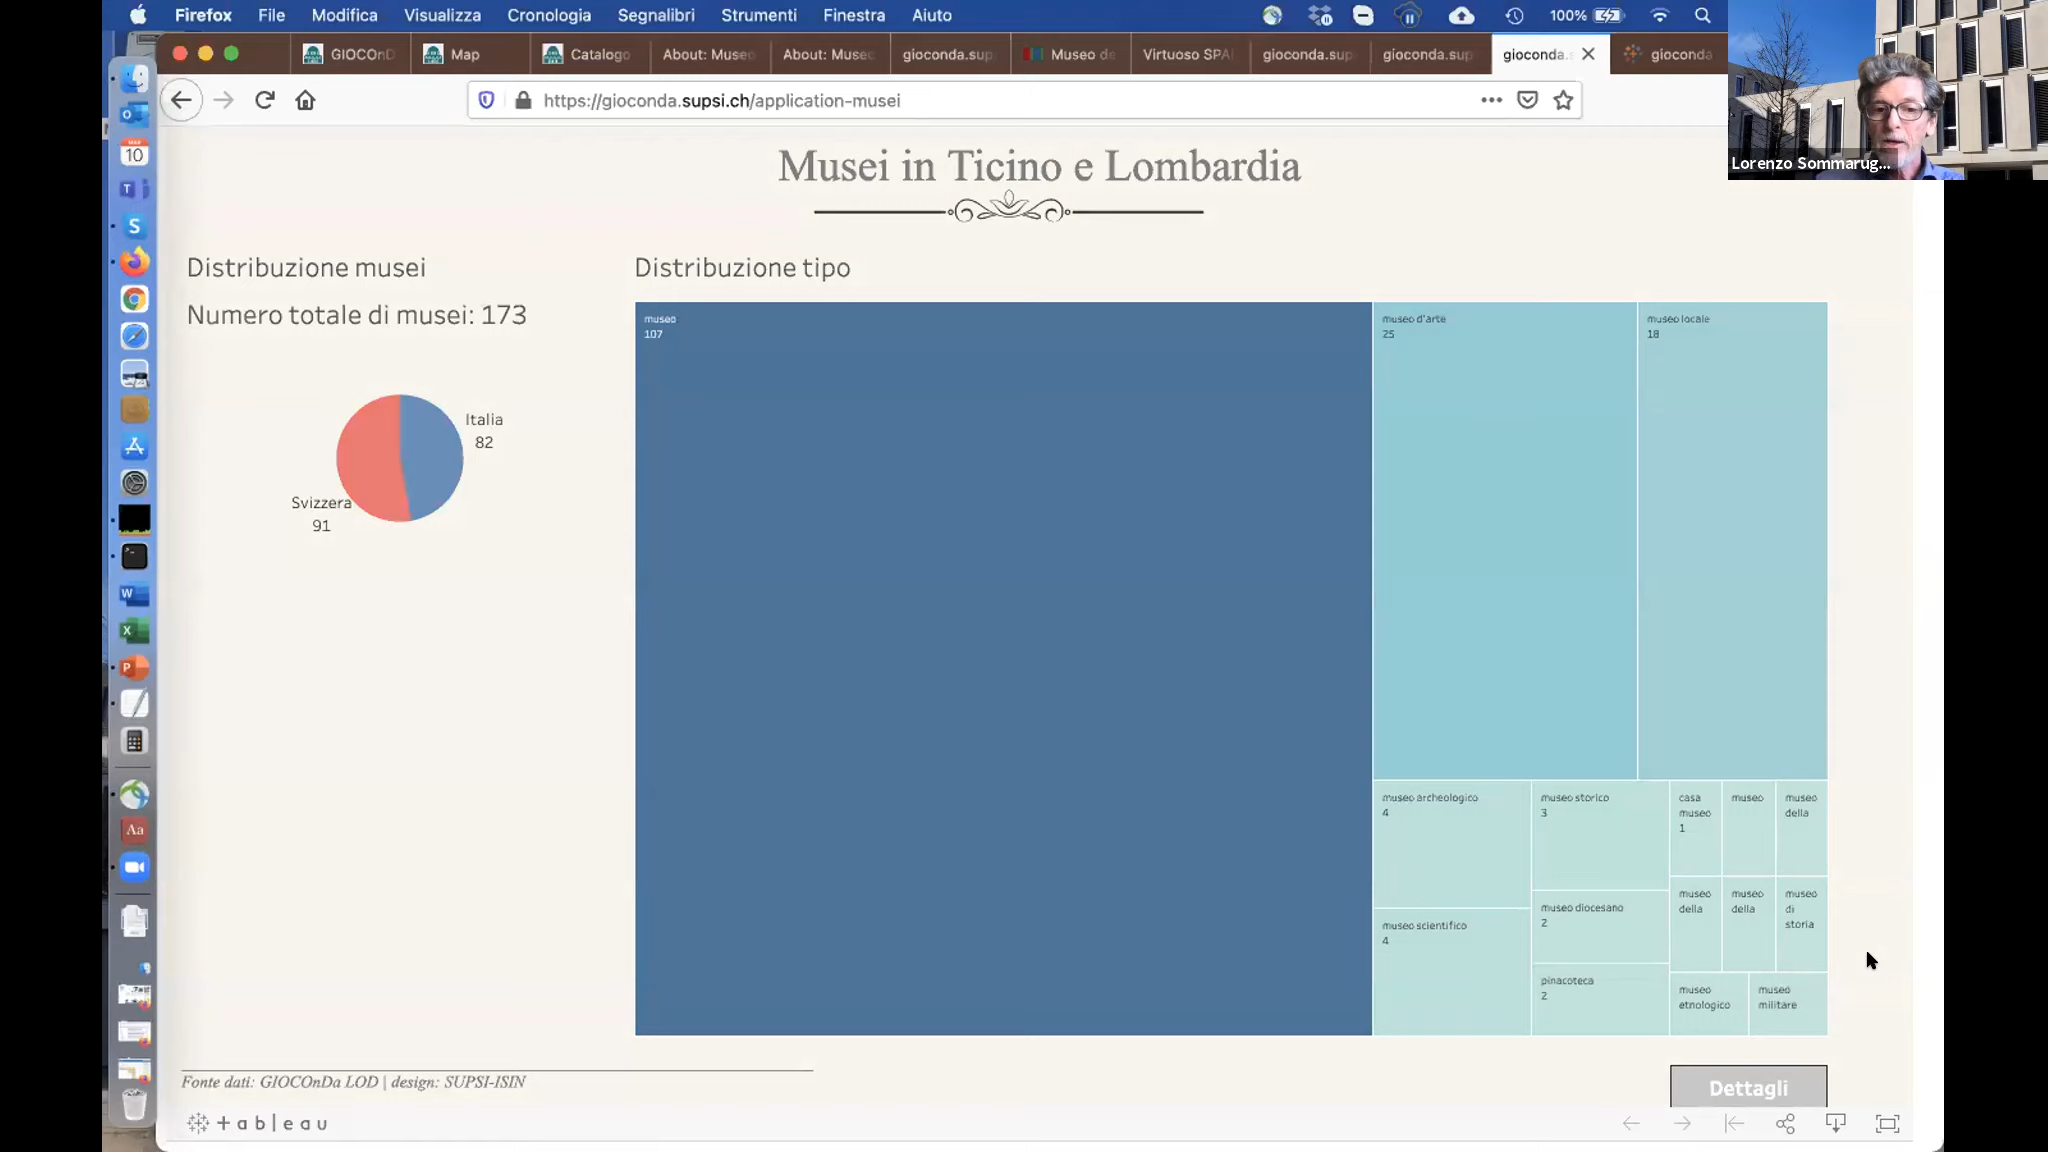 Firefox File Modifica Visualizza Cronologia Segnalibri Strumenti Finestra Aiuto 100%
GIOCOnD Map Catalogo About: Museo About: Museo gioconda.sup Museo de Virtuoso SPA gioconda.sup gioconda.sup gioconda.s gioconda
https://gioconda.supsi.ch/application-musei
Lorenzo Sommarug...
10
Musei in Ticino e Lombardia
Distribuzione musei
Numero totale di musei: 173
Italia
82
Svizzera
91
Distribuzione tipo
museo
107
museo d'arte
25
museo locale
18
museo archeologico
4
museo scientifico
4
museo storico
3
museo diocesano
2
pinacoteca
2
casa
museo
1
museo
museo
della
museo
della
museo
della
museo
di
storia
museo
etnologico
museo
militare
Fonte dati: GIOCOnDa LOD | design: SUPSI-ISIN
Dettagli
+ a b | e a u